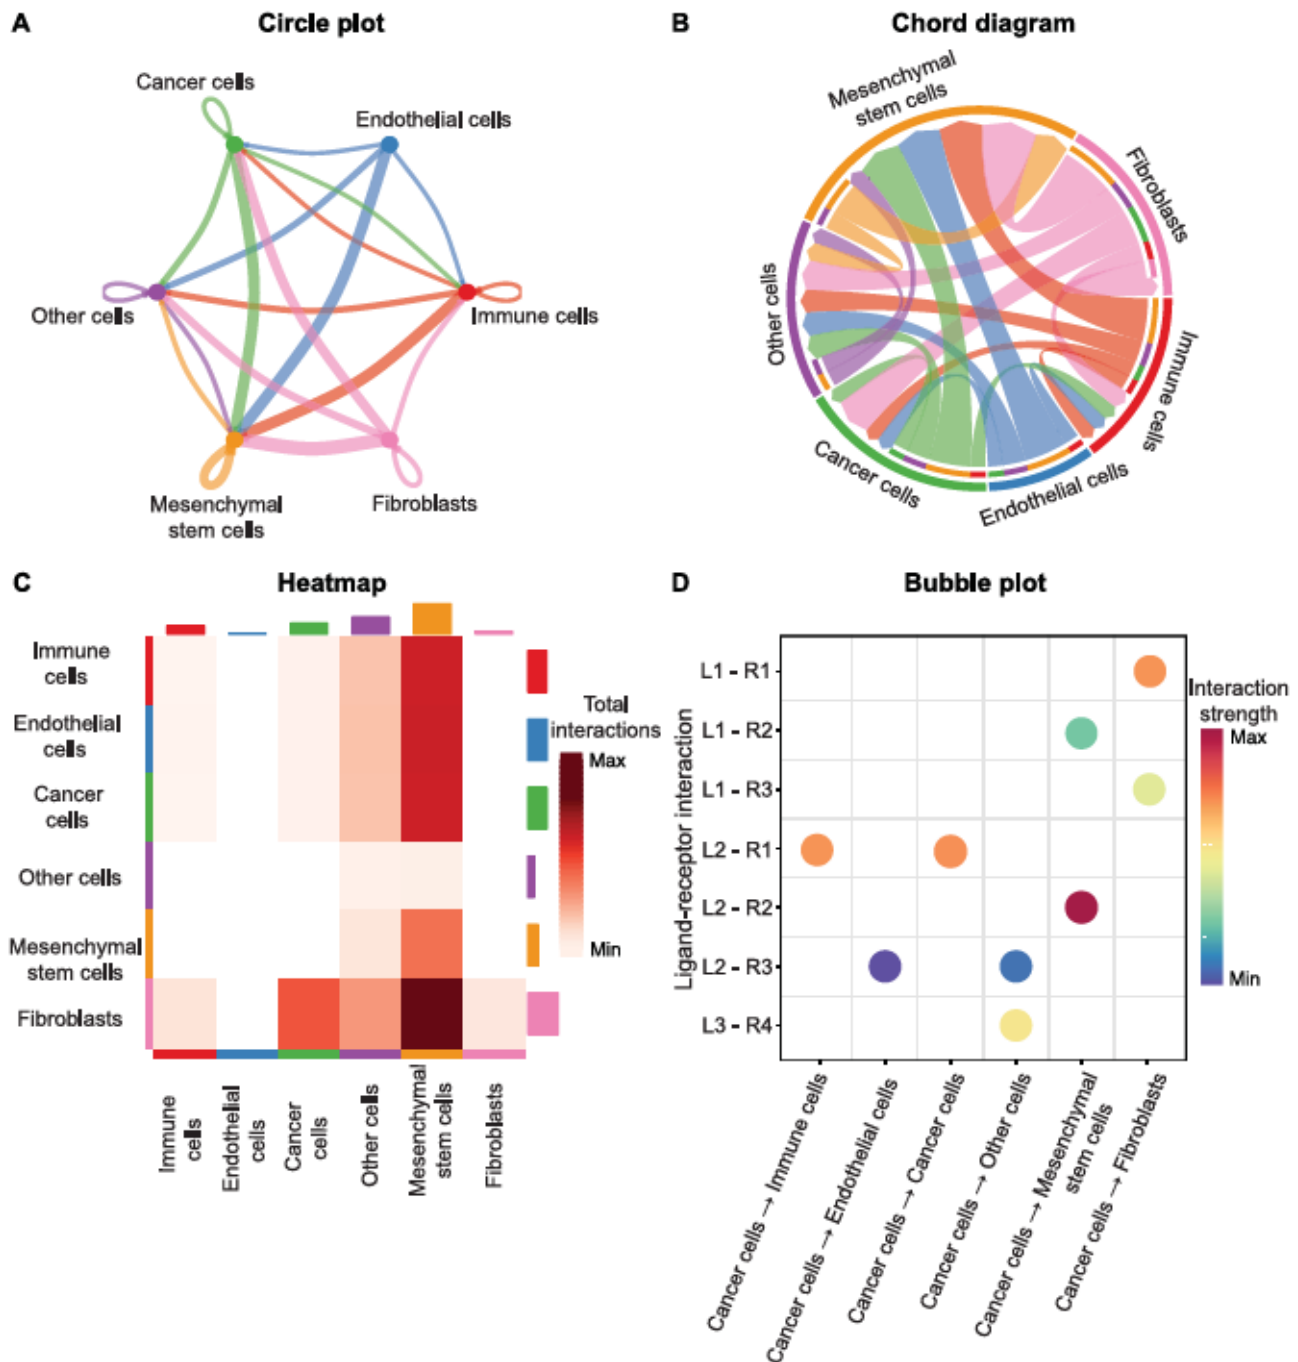 A
Circle plot
Cancer cells
Endothelial cells
Other cells
Immune cells
Mesenchymal
stem cells
Fibroblasts
B
Chord diagram
Mesenchymal
stem cells
Fibroblasts
Other cells
Immune cells
Cancer cells
Endothelial cells
C
Heatmap
Immune
cells
Endothelial
cells
Cancer
cells
Other cells
Mesenchymal
stem cells
Fibroblasts
Total
interactions
Max
Min
Immune
cells
Endothelial
cells
Cancer
cells
Other cells
Mesenchymal
stem cells
Fibroblasts
D
Bubble plot
Ligand-receptor interaction
L1 - R1
L1 - R2
L1 - R3
L2 - R1
L2 - R2
L2 - R3
L3 - R4
Interaction
strength
Max
Min
Cancer cells → Immune cells
Cancer cells → Endothelial cells
Cancer cells → Cancer cells
Cancer cells → Other cells
Cancer cells → Mesenchymal
stem cells
Cancer cells → Fibroblasts